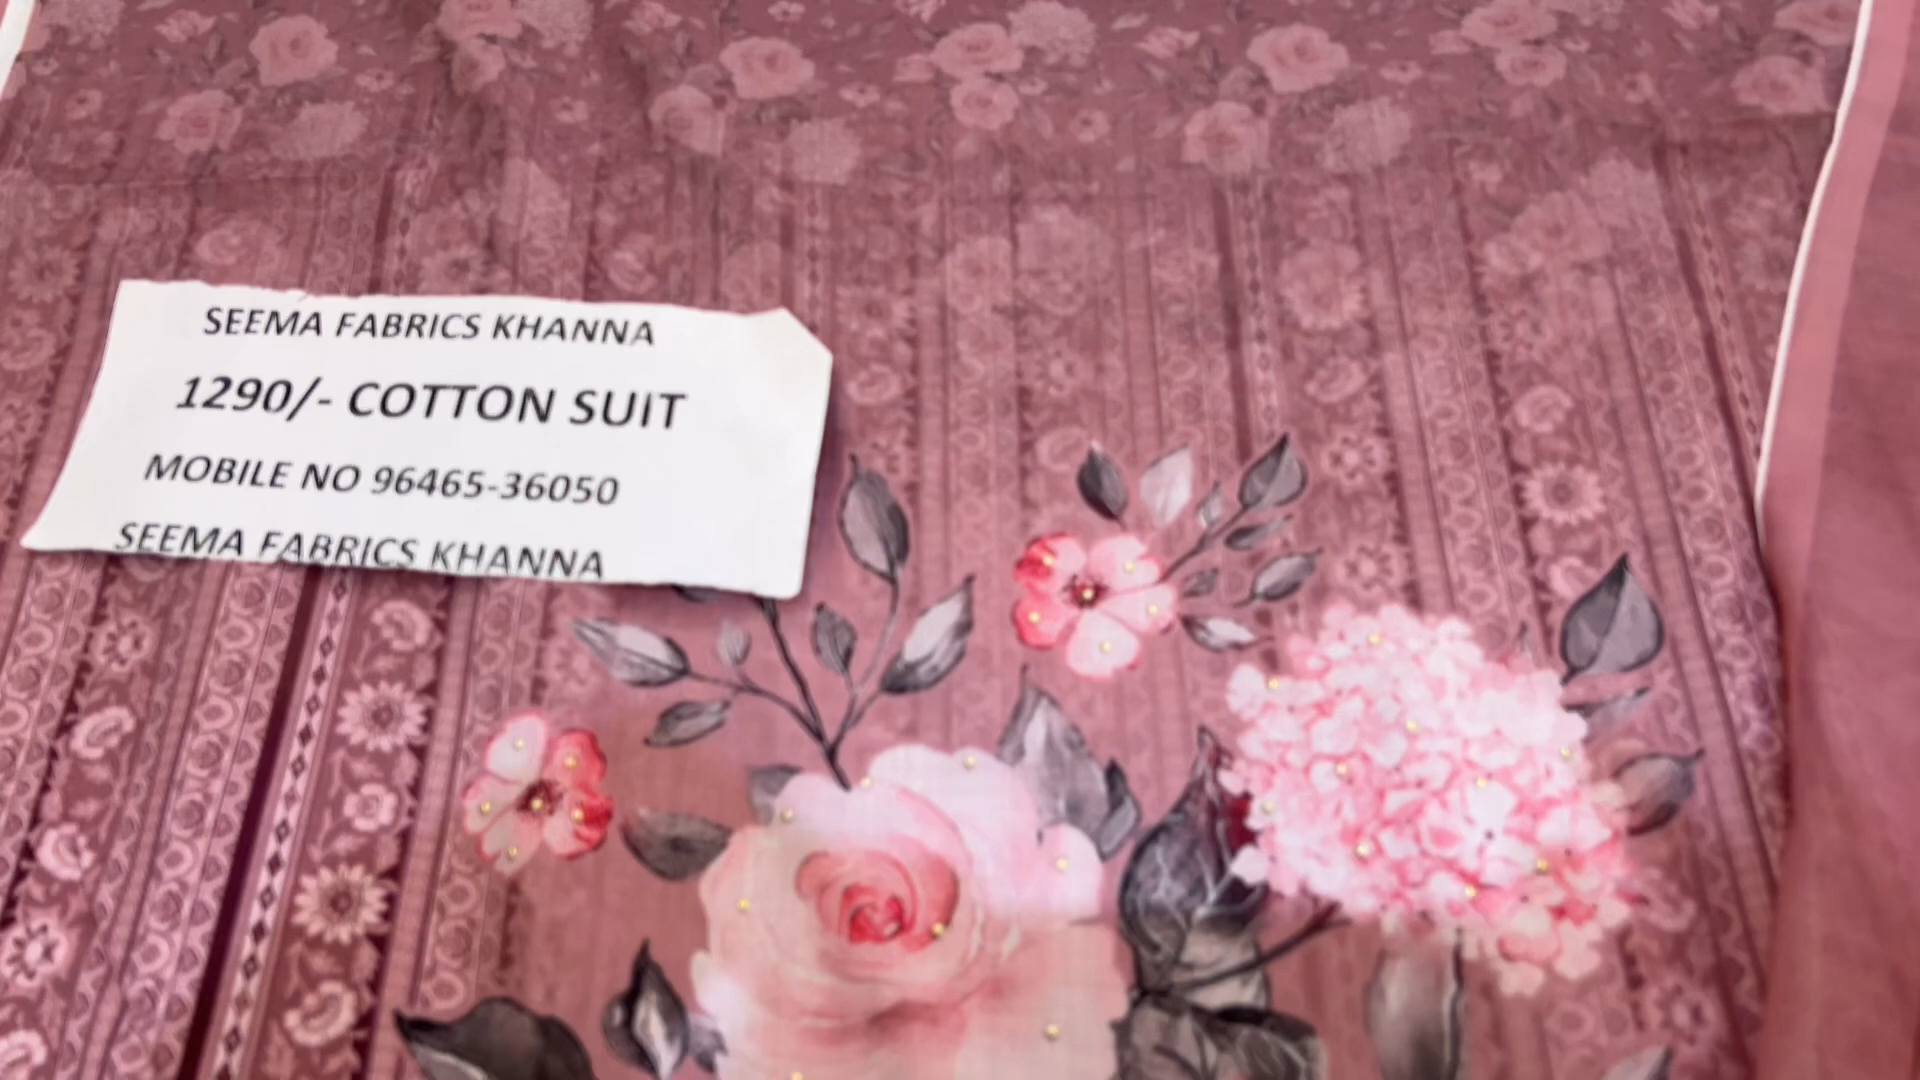 SEEMA FABRICS KHANNA
1290/- COTTON SUIT
MOBILE NO 96465-36050
SEEMA FABRICS KHANNA